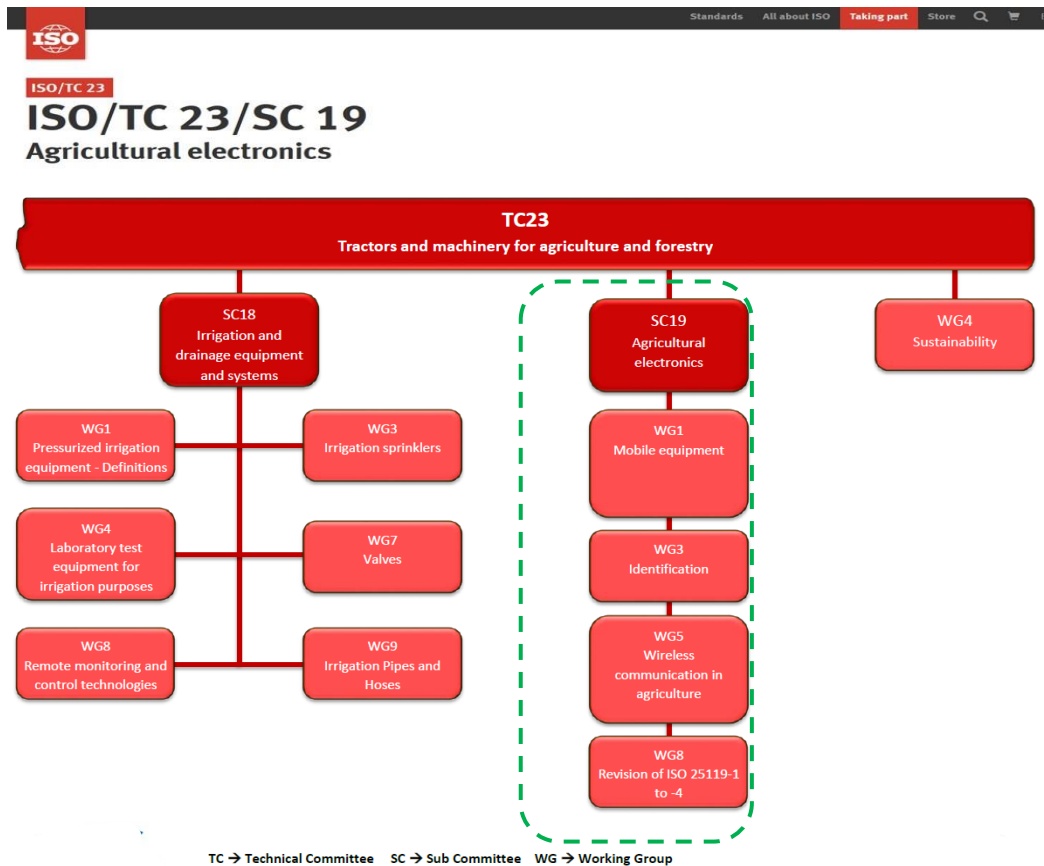 Standards All about ISO Taking part Store
ISO
ISO/TC 23
ISO/TC 23/SC 19
Agricultural electronics
TC23
Tractors and machinery for agriculture and forestry
SC18
Irrigation and
drainage equipment
and systems
SC19
Agricultural
electronics
WG4
Sustainability
WG1
Pressurized irrigation
equipment - Definitions
WG3
Irrigation sprinklers
WG1
Mobile equipment
WG4
Laboratory test
equipment for
irrigation purposes
WG7
Valves
WG3
Identification
WG8
Remote monitoring and
control technologies
WG9
Irrigation Pipes and
Hoses
WG5
Wireless
communication in
agriculture
WG8
Revision of ISO 25119-1
to -4
TC → Technical Committee SC → Sub Committee WG → Working Group